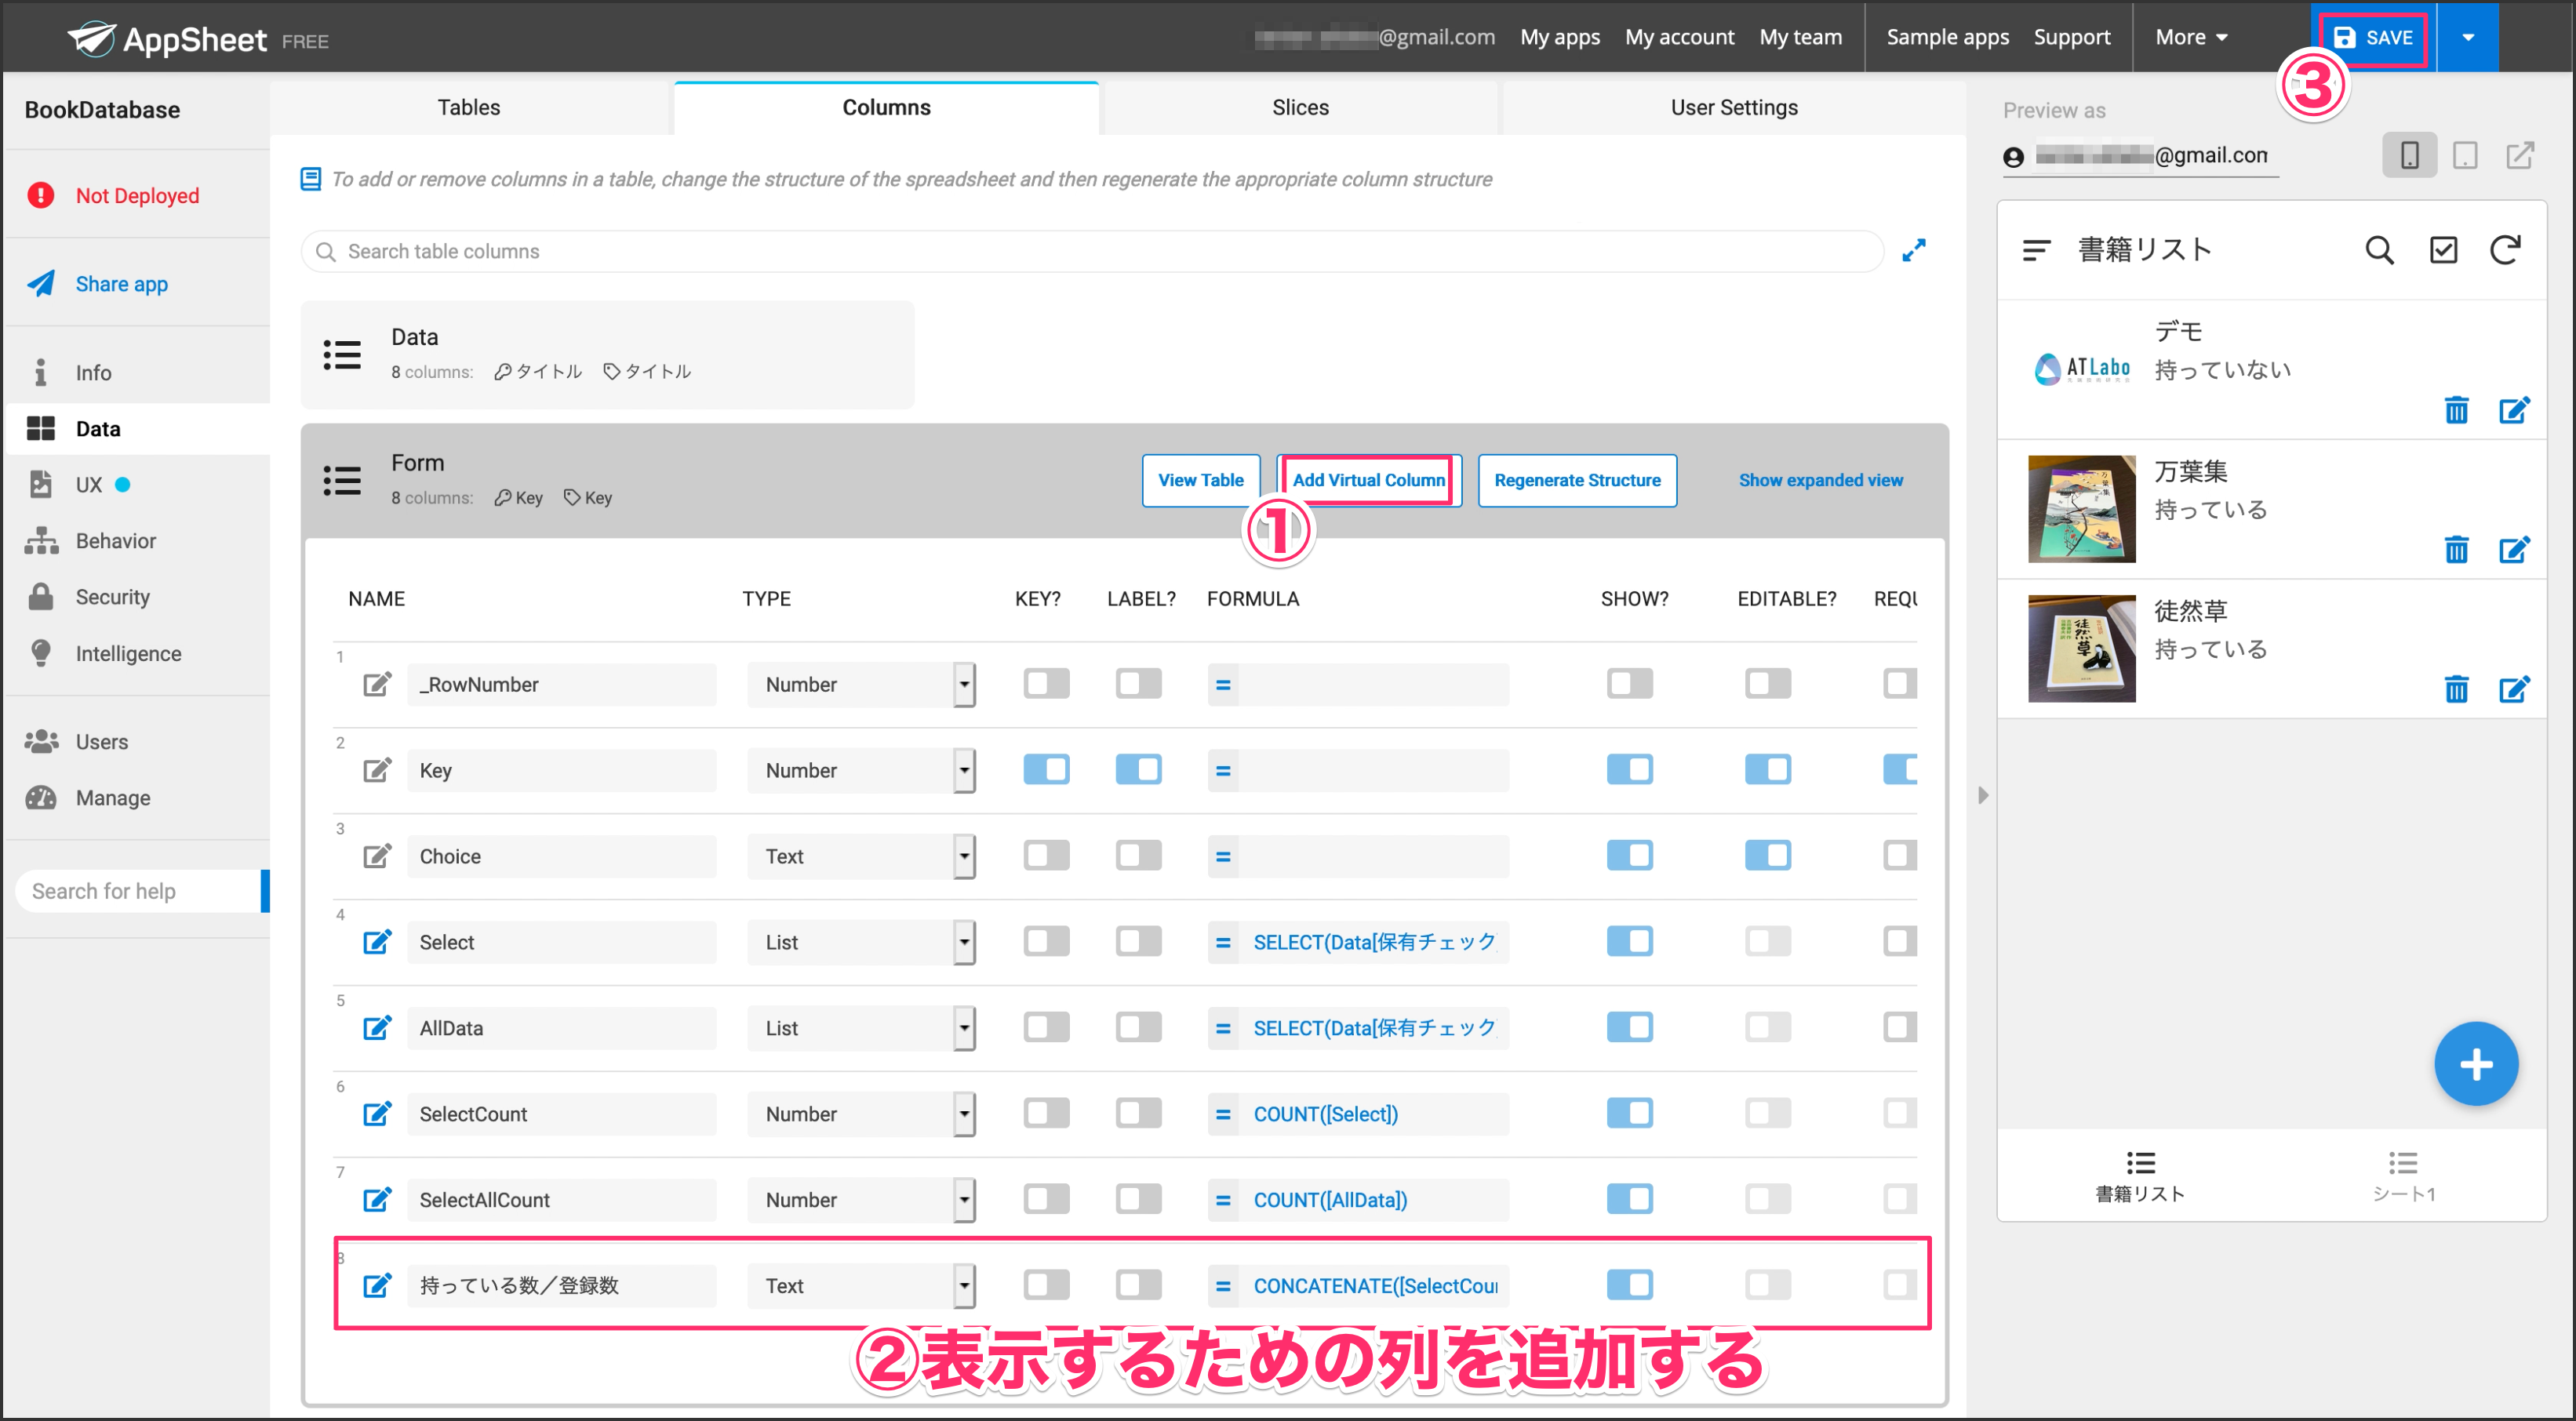 AppSheet FREE
@gmail.com My apps My account My team Sample apps Support More SAVE
③
BookDatabase
Not Deployed
Share app
Info
Data
UX
Behavior
Security
Intelligence
Users
Manage
Search for help
Tables Columns Slices User Settings
To add or remove columns in a table, change the structure of the spreadsheet and then regenerate the appropriate column structure
Search table columns
Data
8 columns: タイトル タイトル
Form
8 columns: Key Key
View Table Add Virtual Column Regenerate Structure Show expanded view
①
NAME TYPE KEY? LABEL? FORMULA SHOW? EDITABLE? REQU
1 _RowNumber Number =
2 Key Number =
3 Choice Text =
4 Select List = SELECT(Data[保有チェック
5 AllData List = SELECT(Data[保有チェック
6 SelectCount Number = COUNT([Select])
7 SelectAllCount Number = COUNT([AllData])
8 持っている数／登録数 Text = CONCATENATE([SelectCou
②表示するための列を追加する
Preview as
@gmail.con
書籍リスト
ATLabo
デモ
持っていない
万葉集
持っている
徒然草
徒然草
持っている
書籍リスト シート1